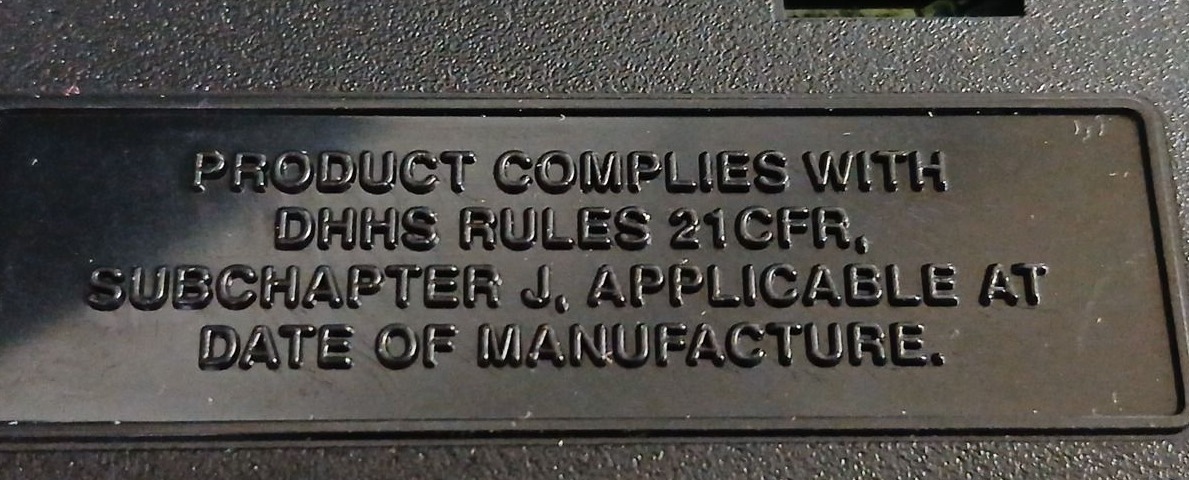 PRODUCT COMPLIES WITH
DHHS RULES 21CFR,
SUBCHAPTER J, APPLICABLE AT
DATE OF MANUFACTURE.